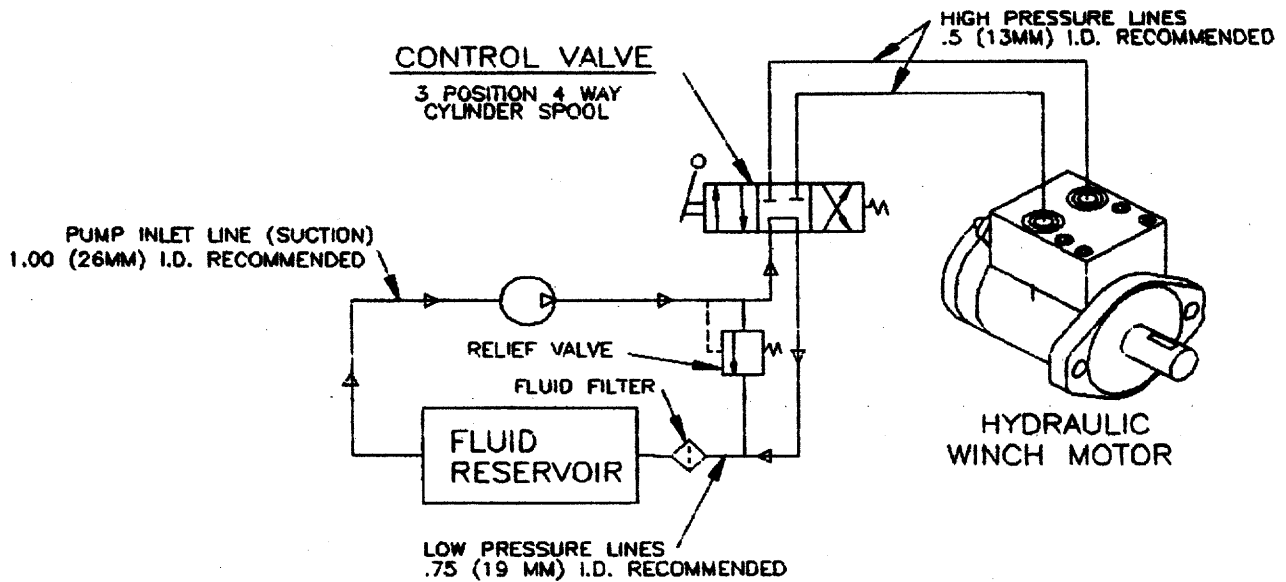 HIGH PRESSURE LINES
.5 (13MM) I.D. RECOMMENDED
CONTROL VALVE
3 POSITION 4 WAY
CYLINDER SPOOL
PUMP INLET LINE (SUCTION)
1.00 (26MM) I.D. RECOMMENDED
RELIEF VALVE
FLUID FILTER
FLUID
RESERVOIR
HYDRAULIC
WINCH MOTOR
LOW PRESSURE LINES
.75 (19 MM) I.D. RECOMMENDED